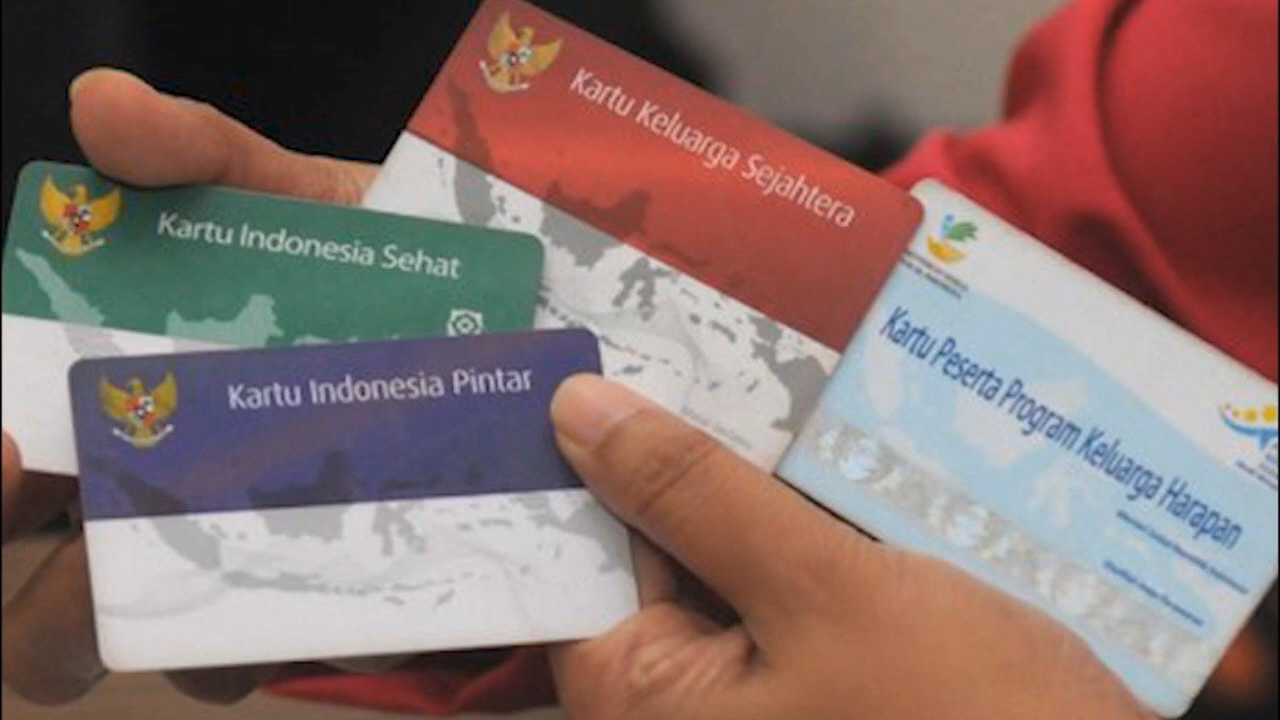 Kartu Keluarga Sejahtera
Kartu Indonesia Sehat
Kartu Indonesia Pintar
Kartu Peserta Program Keluarga Harapan